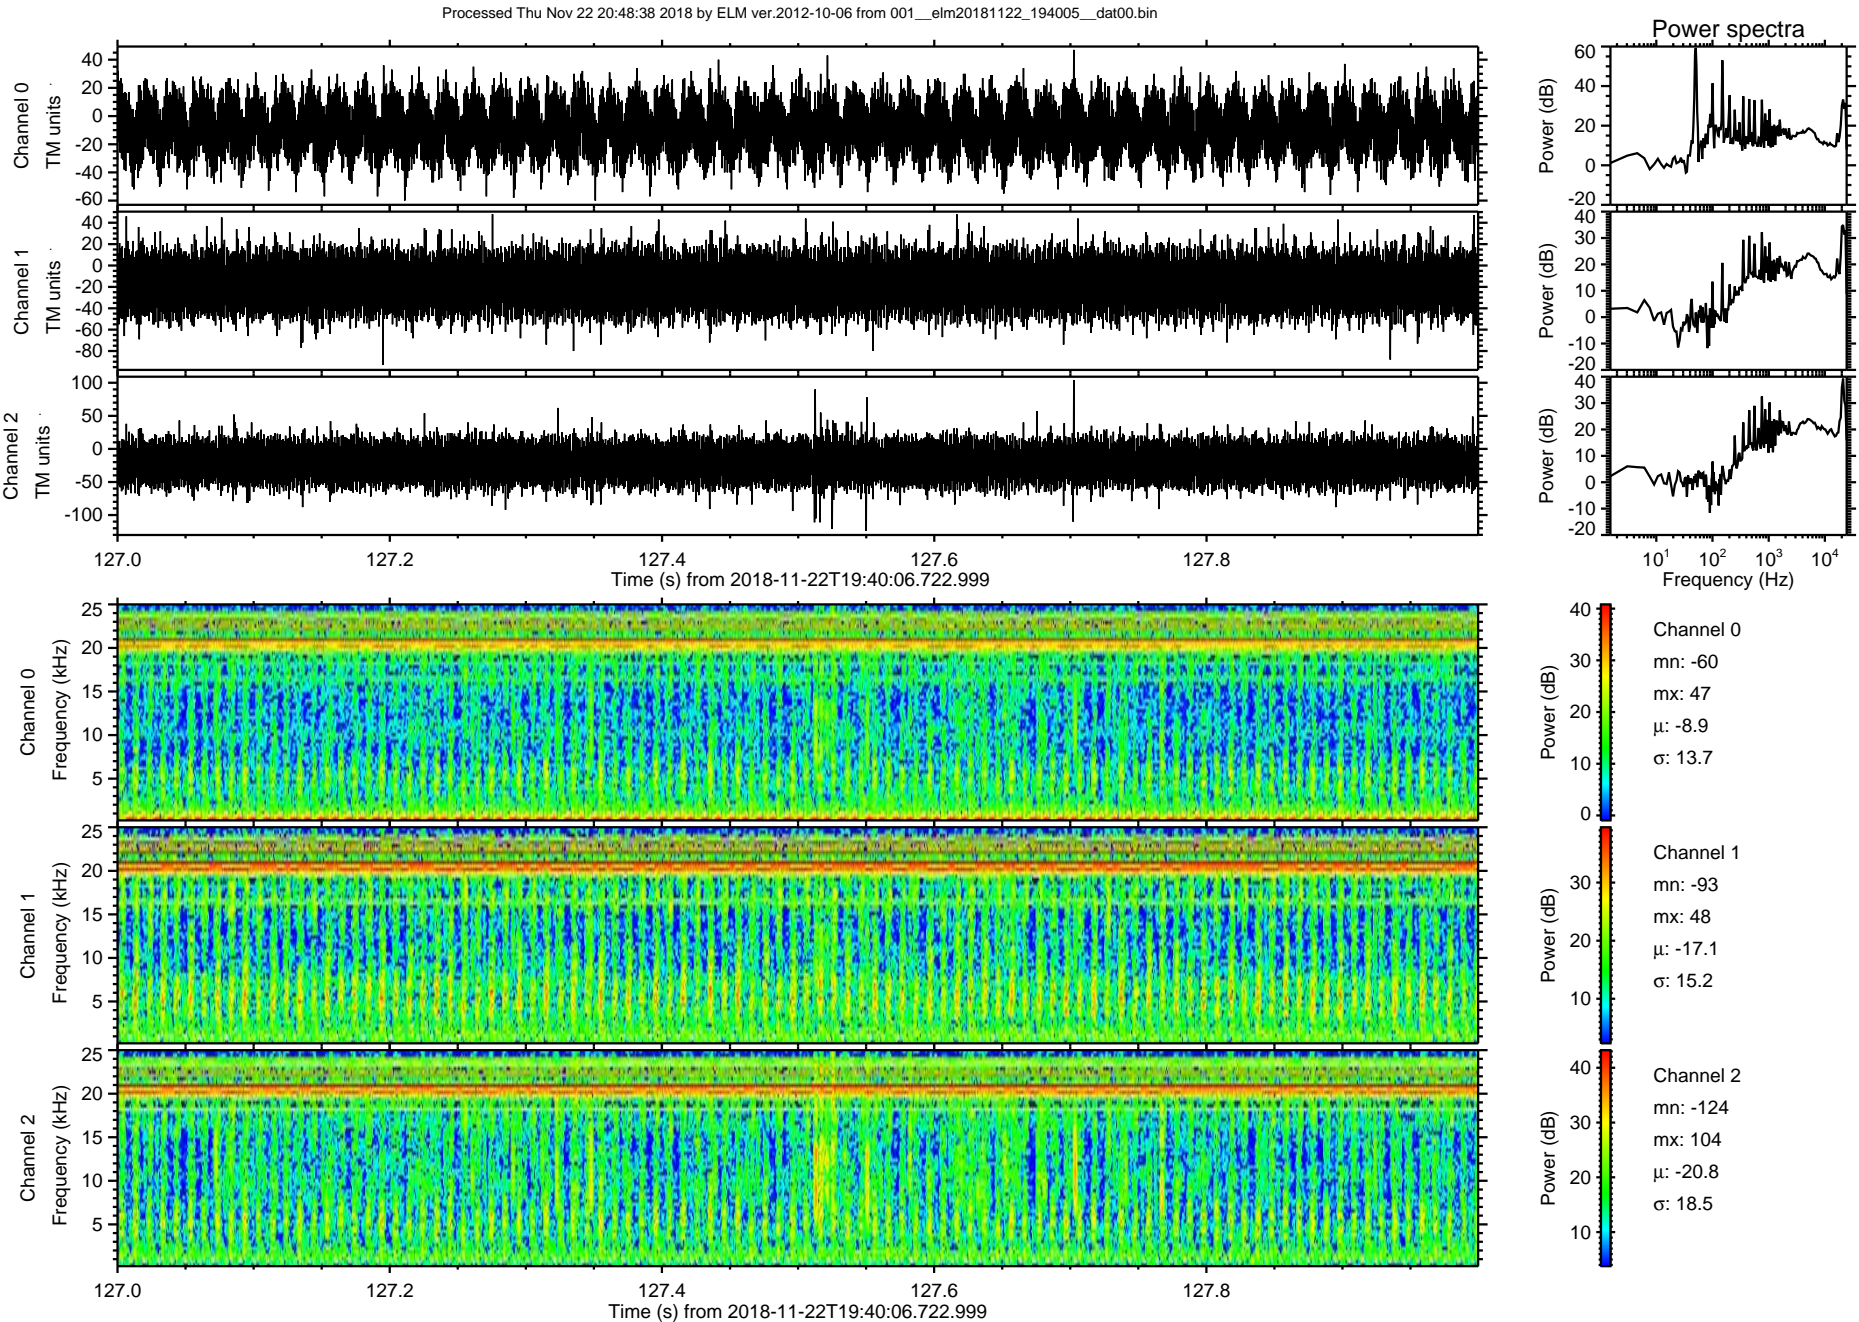 Processed Thu Nov 22 20:48:38 2018 by ELM ver.2012-10-06 from 001__elm20181122_194005__dat00.bin
Power spectra
Channel 0
TM units
40
20
0
-20
-40
-60
Power (dB)
60
40
20
0
-20
Channel 1
TM units
40
20
0
-20
-40
-60
-80
Power (dB)
40
30
20
10
0
-10
-20
Channel 2
TM units
100
50
0
-50
-100
Power (dB)
40
30
20
10
0
-10
-20
127.0 127.2 127.4 127.6 127.8
Time (s) from 2018-11-22T19:40:06.722.999
10¹ 10² 10³ 10⁴
Frequency (Hz)
Channel 0
Frequency (kHz)
25
20
15
10
5
Power (dB)
40
30
20
10
0
Channel 0
mn: -60
mx: 47
μ: -8.9
σ: 13.7
Channel 1
Frequency (kHz)
25
20
15
10
5
Power (dB)
30
20
10
Channel 1
mn: -93
mx: 48
μ: -17.1
σ: 15.2
Channel 2
Frequency (kHz)
25
20
15
10
5
Power (dB)
40
30
20
10
Channel 2
mn: -124
mx: 104
μ: -20.8
σ: 18.5
127.0 127.2 127.4 127.6 127.8
Time (s) from 2018-11-22T19:40:06.722.999